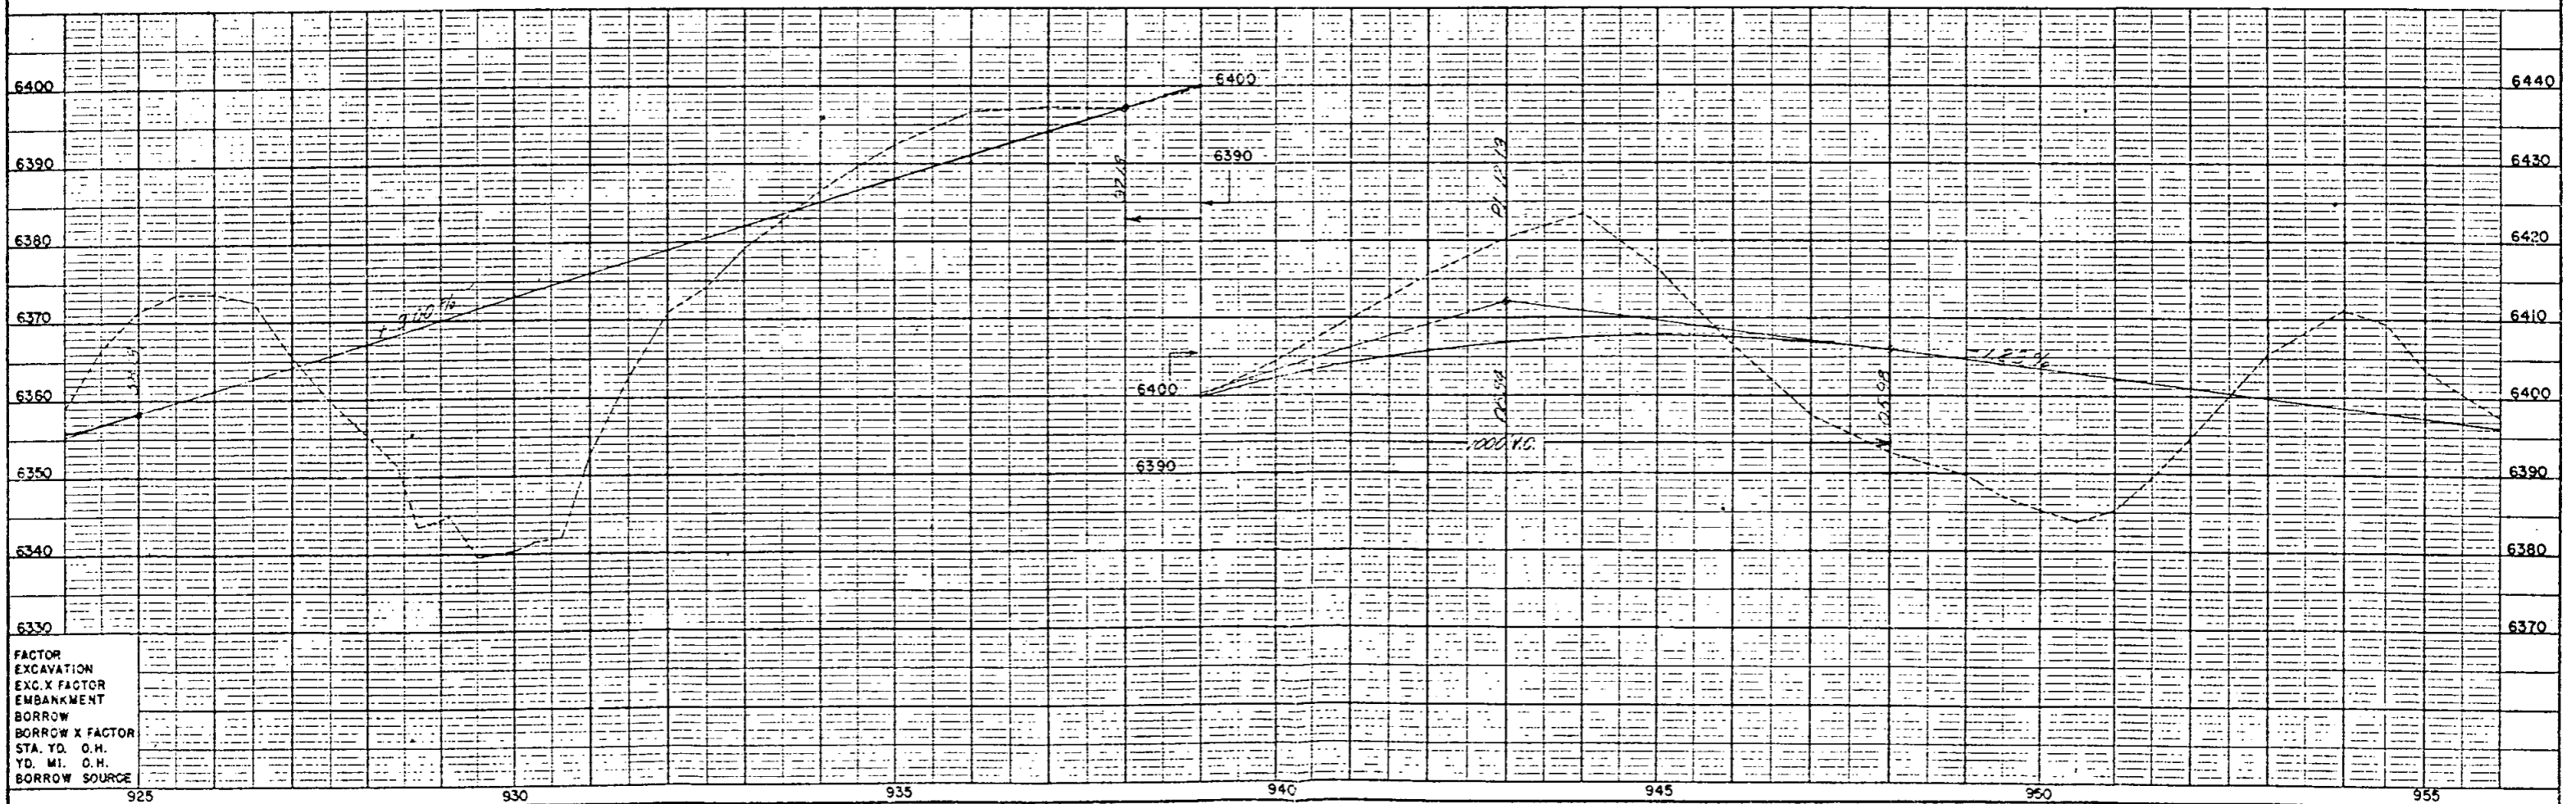 6400
6390
6380
6370
6360
6350
6340
6330
6400
6390
6400
6390
1000 V.C.
6440
6430
6420
6410
6400
6390
6380
6370
FACTOR
EXCAVATION
EXC. X FACTOR
EMBANKMENT
BORROW
BORROW X FACTOR
STA. YD. O.H.
YD. MI. O.H.
BORROW SOURCE
925
930
935
940
945
950
955